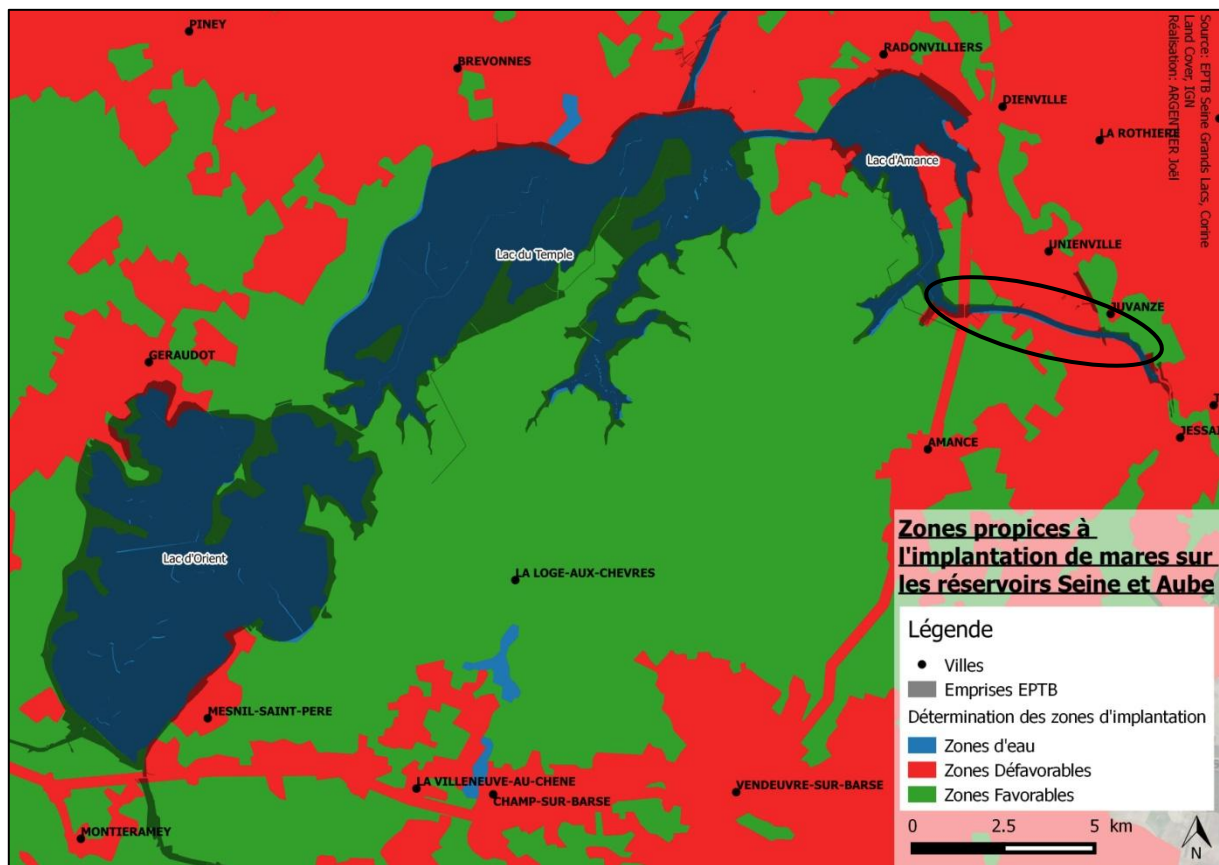 PINEY
BREVONNES
RADONVILLIERS
DIENVILLE
LA ROTHIERE
Source: EPTB Seine Grands Lacs, Corine
Land Cover, IGN
Réalisation: ARGENTIER Joël
Lac d'Amance
UNIENVILLE
Lac du Temple
JUVANZE
GERAUDOT
AMANCE
JESSAI
Lac d'Orient
LA LOGE-AUX-CHEVRES
MESNIL-SAINT-PERE
LA VILLENEUVE-AU-CHENE
CHAMP-SUR-BARSE
VENDEUVRE-SUR-BARSE
MONTIERAMEY
Zones propices à
l'implantation de mares sur
les réservoirs Seine et Aube
Légende
Villes
Emprises EPTB
Détermination des zones d'implantation
Zones d'eau
Zones Défavorables
Zones Favorables
0 2.5 5 km
N